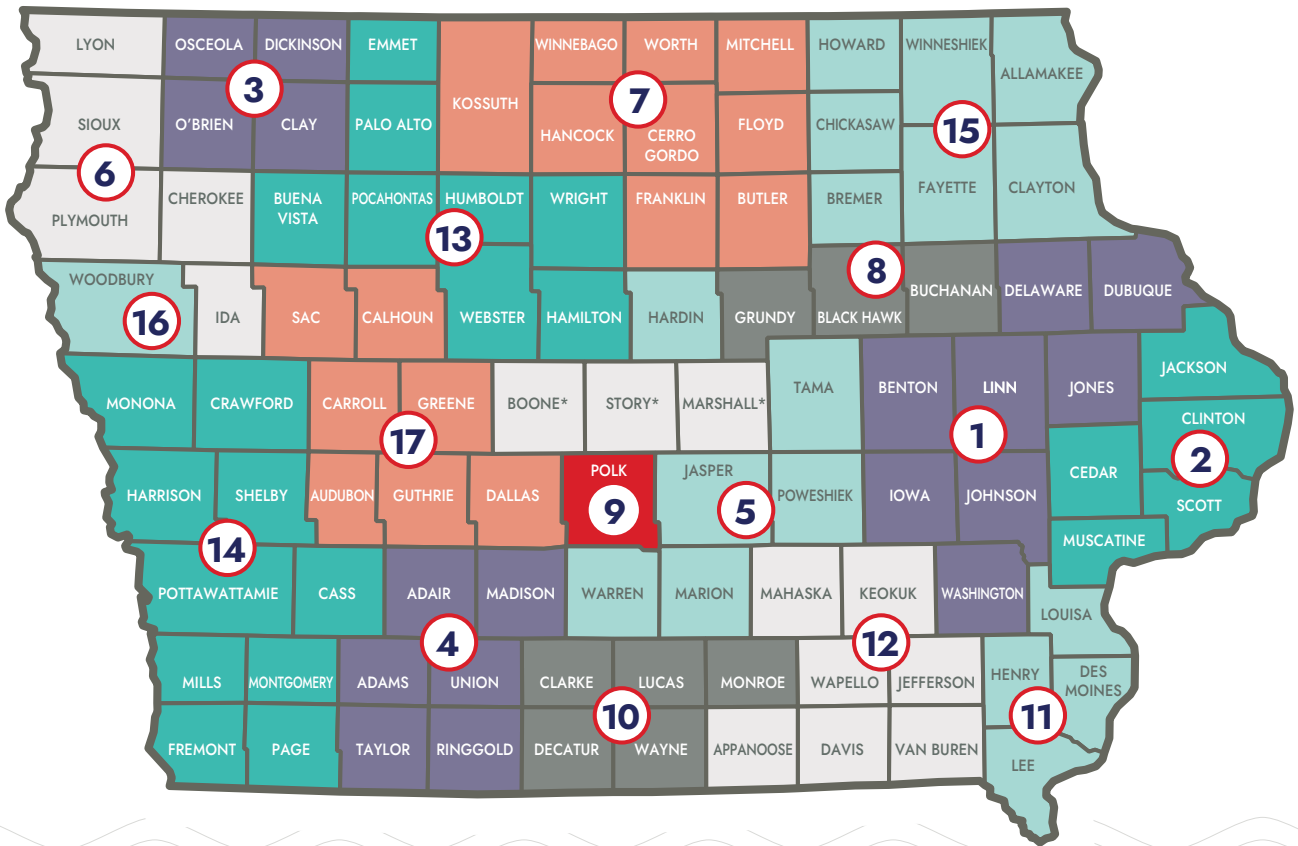 LYON
OSCEOLA
DICKINSON
EMMET
KOSSUTH
WINNEBAGO
WORTH
MITCHELL
HOWARD
WINNESHIEK
ALLAMAKEE
3
7
15
SIOUX
O'BRIEN
CLAY
PALO ALTO
HANCOCK
CERRO
GORDO
FLOYD
CHICKASAW
6
PLYMOUTH
CHEROKEE
BUENA
VISTA
POCAHONTAS
HUMBOLDT
WRIGHT
FRANKLIN
BUTLER
BREMER
FAYETTE
CLAYTON
13
8
WOODBURY
16
IDA
SAC
CALHOUN
WEBSTER
HAMILTON
HARDIN
GRUNDY
BLACK HAWK
BUCHANAN
DELAWARE
DUBUQUE
MONONA
CRAWFORD
CARROLL
GREENE
BOONE*
STORY*
MARSHALL*
TAMA
BENTON
LINN
JONES
JACKSON
17
1
CLINTON
2
HARRISON
SHELBY
AUDUBON
GUTHRIE
DALLAS
POLK
9
JASPER
5
POWESHIEK
IOWA
JOHNSON
CEDAR
SCOTT
MUSCATINE
14
POTTAWATTAMIE
CASS
ADAIR
MADISON
WARREN
MARION
MAHASKA
KEOKUK
WASHINGTON
LOUISA
4
12
MILLS
MONTGOMERY
ADAMS
UNION
CLARKE
LUCAS
MONROE
WAPELLO
JEFFERSON
HENRY
DES
MOINES
10
11
FREMONT
PAGE
TAYLOR
RINGGOLD
DECATUR
WAYNE
APPANOOSE
DAVIS
VAN BUREN
LEE